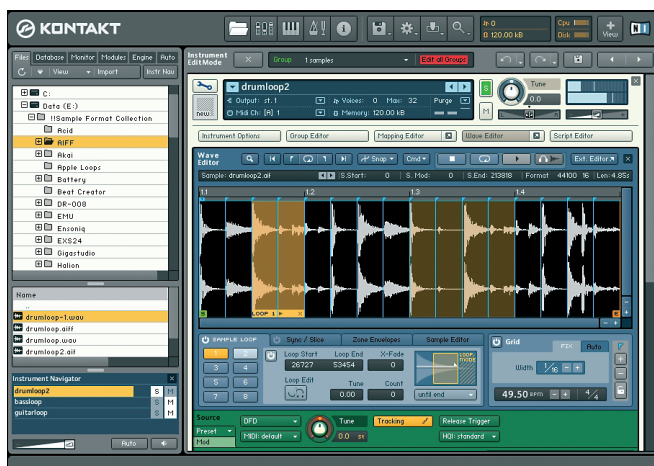 KONTAKT
0
120.00 kB
Cpu
Disk
View
Files Database Monitor Modules Engine Auto
View Import Instr Nav
C:
Data (E:)
!!Sample Format Collection
Acid
AIFF
Akai
Apple Loops
Battery
Beat Creator
DR-008
EMU
Ensoniq
EXS24
Gigastudio
Halion
Name
..
drumloop-1.wav
drumloop.aiff
drumloop.wav
drumloop2.aif
Instrument Navigator
drumloop2 S M
bassloop S M
guitarloop S M
Auto
Instrument
EditMode
Group 1 samples
Edit all Groups
new
drumloop2
Output: st.1 Voices: 0 Max: 32 Purge
Midi Ch: [A] 1 Memory: 120.00 kB
S
M
Tune
0.0
L R
Instrument Options Group Editor Mapping Editor Wave Editor Script Editor
Wave
Editor
Snap Cmd Ext. Editor
Sample: drumloop2.aif S.Start: 0 S. Mod: 0 S.End: 213818 Format 44100 16 Len: 4.85s
1.1 1.2 1.3 1.4
S LOOP 1 X E
SAMPLE LOOP Sync / Slice Zone Envelopes Sample Editor
1 2
3 4
5 6
7 8
Loop Start Loop End X-Fade
26727 53454 0
Loop Edit Tune Count
0.00 0
LOOP
MODE
until end
Grid FIX Auto
Width 1/16
49.50 BPM 4/4
Source
Preset
Mod
DFD
MIDI: default
Tune
0.0 st
Tracking
Release Trigger
HQI: standard